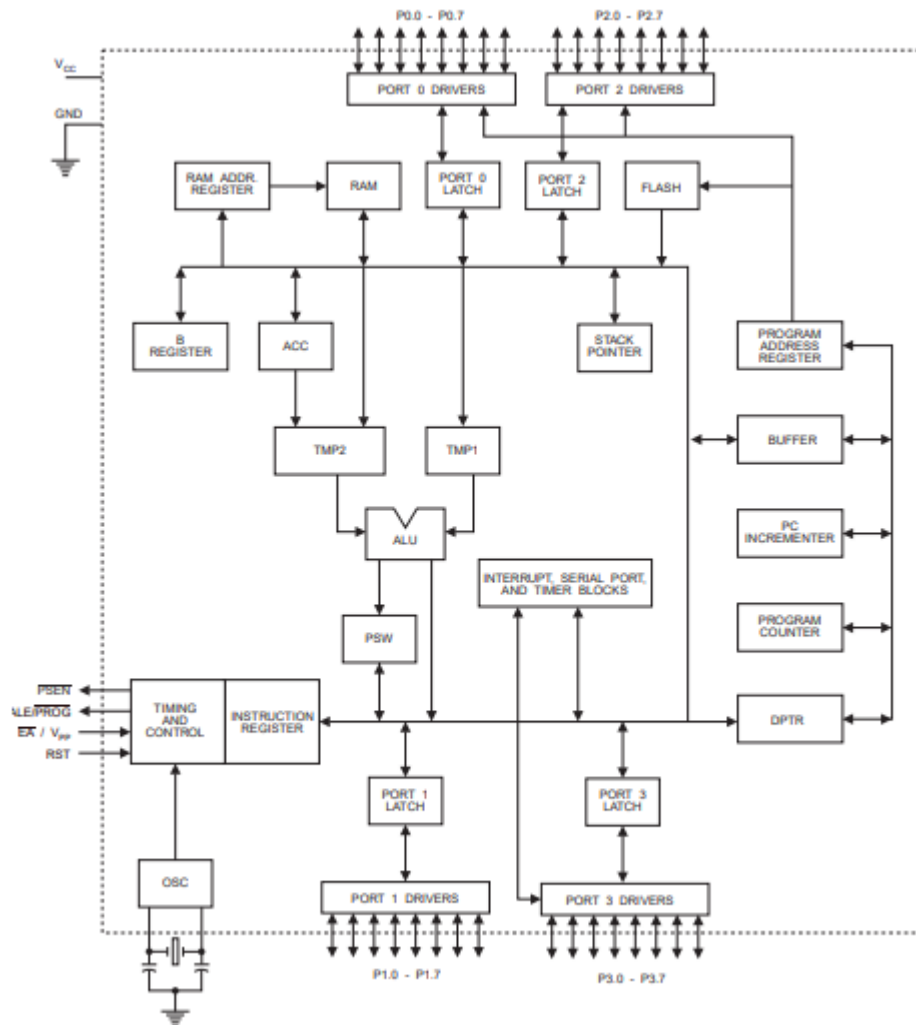 P0.0 - P0.7
P2.0 - P2.7
VCC
PORT 0 DRIVERS
PORT 2 DRIVERS
GND
RAM ADDR.
REGISTER
RAM
PORT 0
LATCH
PORT 2
LATCH
FLASH
B
REGISTER
ACC
STACK
POINTER
PROGRAM
ADDRESS
REGISTER
TMP2
TMP1
BUFFER
ALU
PC
INCREMENTER
INTERRUPT, SERIAL PORT,
AND TIMER BLOCKS
PSW
PROGRAM
COUNTER
PSEN
ALE/PROG
EA / VPP
RST
TIMING
AND
CONTROL
INSTRUCTION
REGISTER
DPTR
PORT 1
LATCH
PORT 3
LATCH
OSC
PORT 1 DRIVERS
PORT 3 DRIVERS
P1.0 - P1.7
P3.0 - P3.7